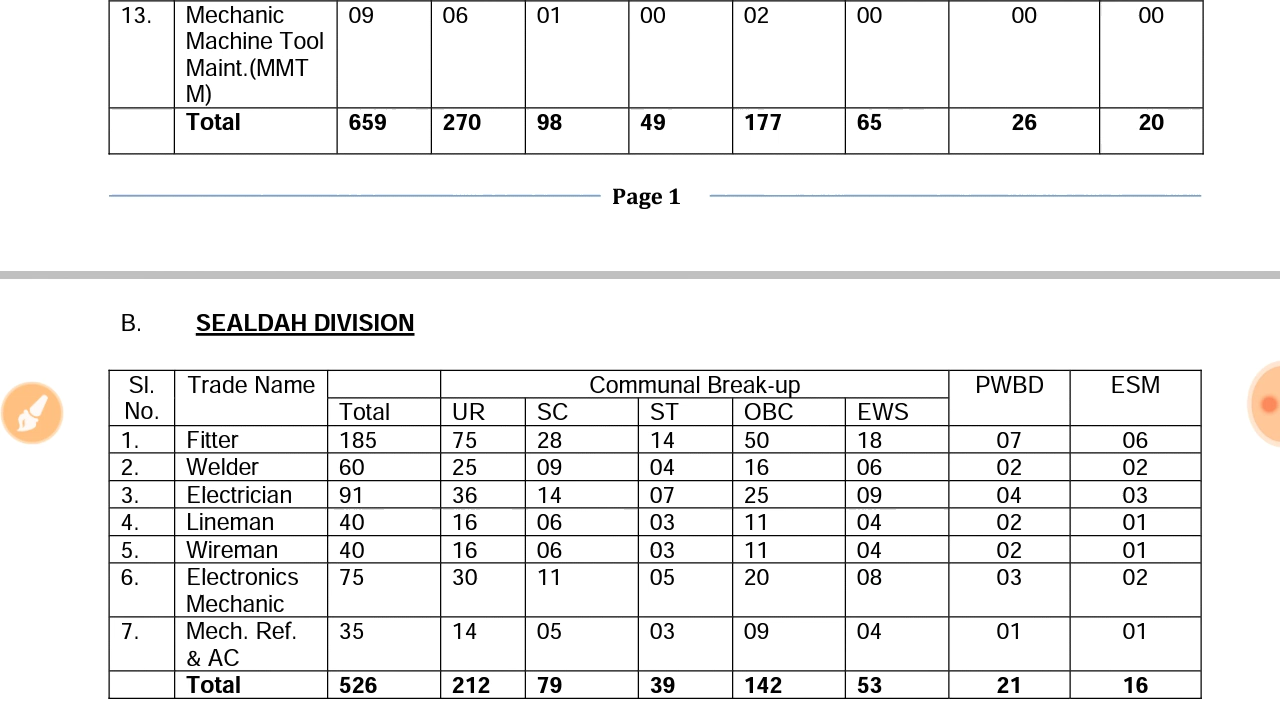 13. Mechanic 09 06 01 00 02 00 00 00
Machine Tool
Maint.(MMT
M)
Total 659 270 98 49 177 65 26 20
Page 1
B. SEALDAH DIVISION
Sl. Trade Name Communal Break-up PWBD ESM
No. Total UR SC ST OBC EWS
1. Fitter 185 75 28 14 50 18 07 06
2. Welder 60 25 09 04 16 06 02 02
3. Electrician 91 36 14 07 25 09 04 03
4. Lineman 40 16 06 03 11 04 02 01
5. Wireman 40 16 06 03 11 04 02 01
6. Electronics 75 30 11 05 20 08 03 02
Mechanic
7. Mech. Ref. 35 14 05 03 09 04 01 01
& AC
Total 526 212 79 39 142 53 21 16